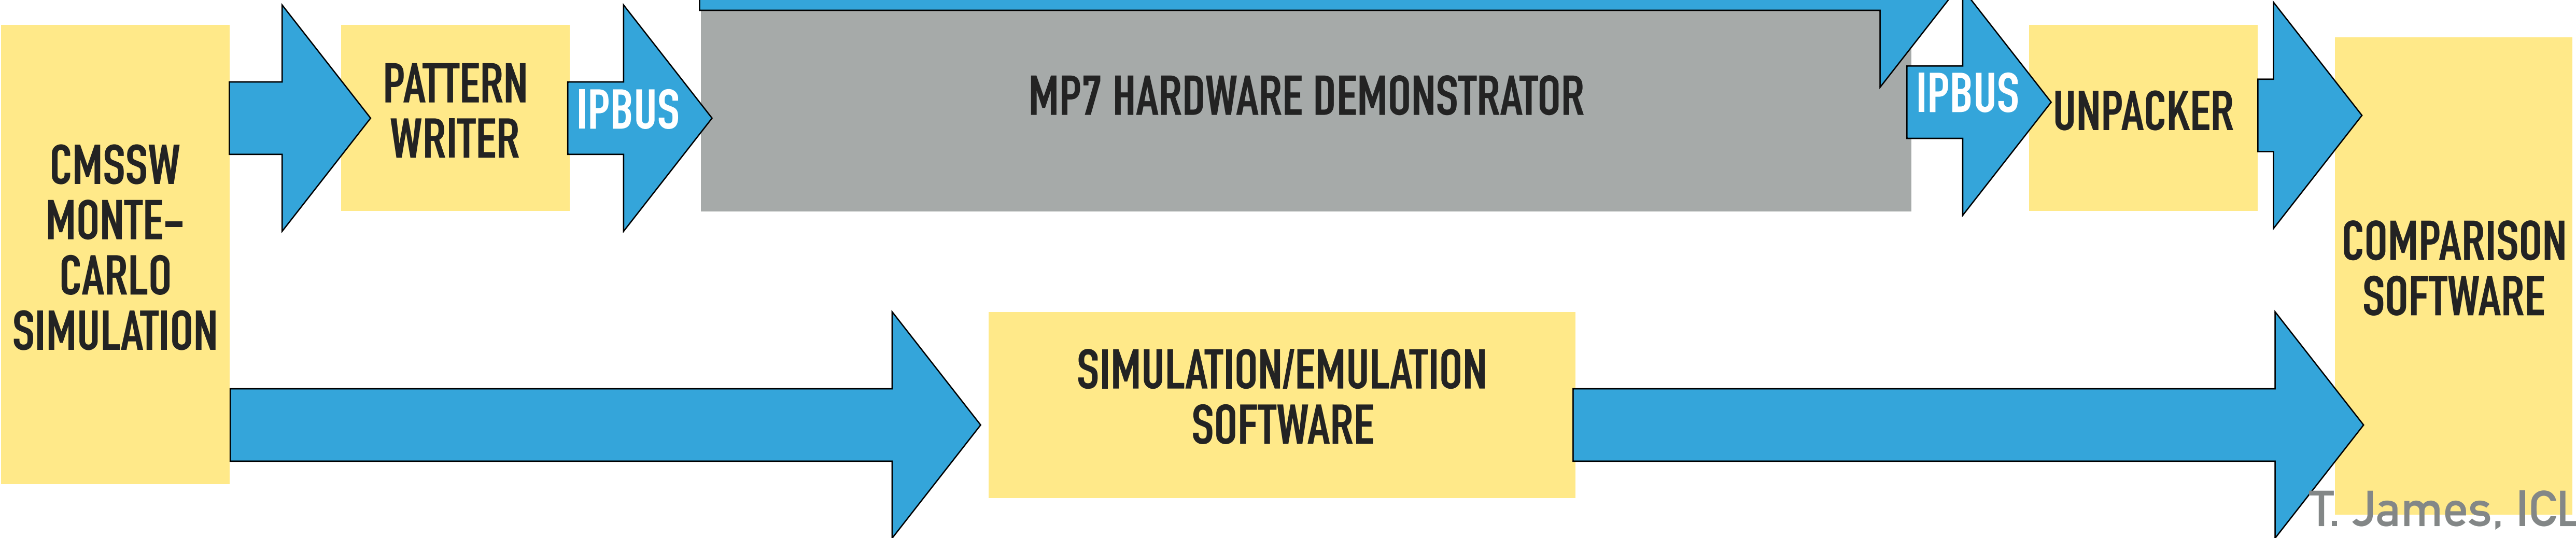 CMSSW
MONTE-
CARLO
SIMULATION
PATTERN
WRITER
IPBUS
MP7 HARDWARE DEMONSTRATOR
IPBUS
UNPACKER
SIMULATION/EMULATION
SOFTWARE
COMPARISON
SOFTWARE
T. James, ICL